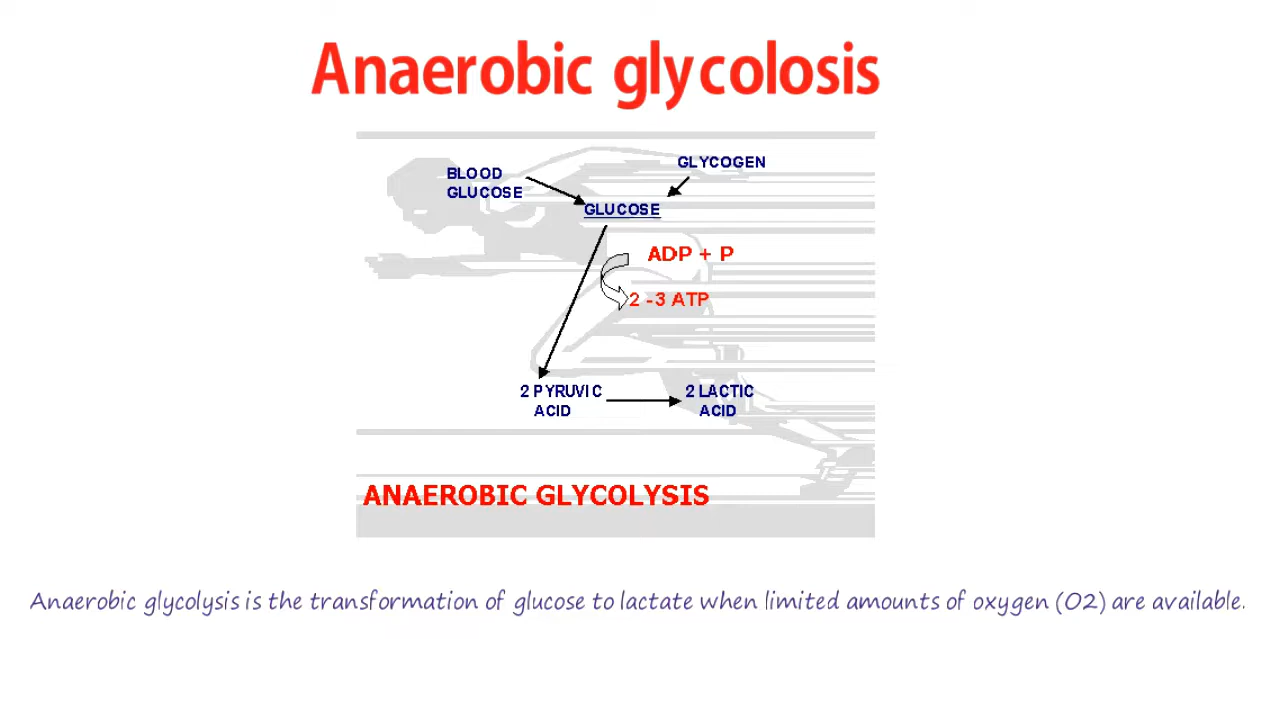 Anaerobic glycolosis
BLOOD
GLUCOSE
GLYCOGEN
GLUCOSE
ADP + P
2 -3 ATP
2 PYRUVIC
ACID
2 LACTIC
ACID
ANAEROBIC GLYCOLYSIS
Anaerobic glycolysis is the transformation of glucose to lactate when limited amounts of oxygen (O2) are available.